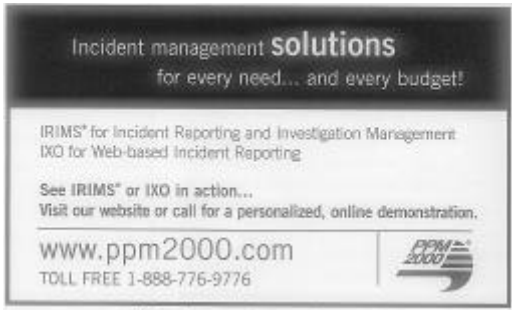 Incident management solutions
for every need... and every budget!
IRIMS® for Incident Reporting and Investigation Management
IXO for Web-based Incident Reporting
See IRIMS® or IXO in action...
Visit our website or call for a personalized, online demonstration.
www.ppm2000.com
TOLL FREE 1-888-776-9776
PPM
2000